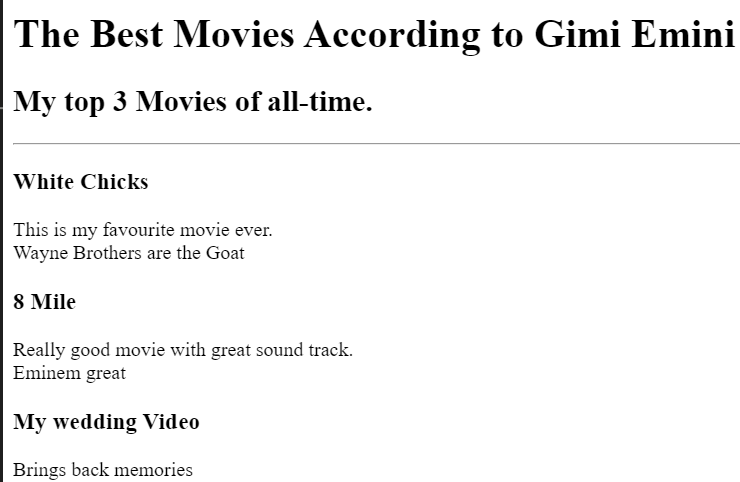 The Best Movies According to Gimi Emini
My top 3 Movies of all-time.
White Chicks
This is my favourite movie ever.
Wayne Brothers are the Goat
8 Mile
Really good movie with great sound track.
Eminem great
My wedding Video
Brings back memories